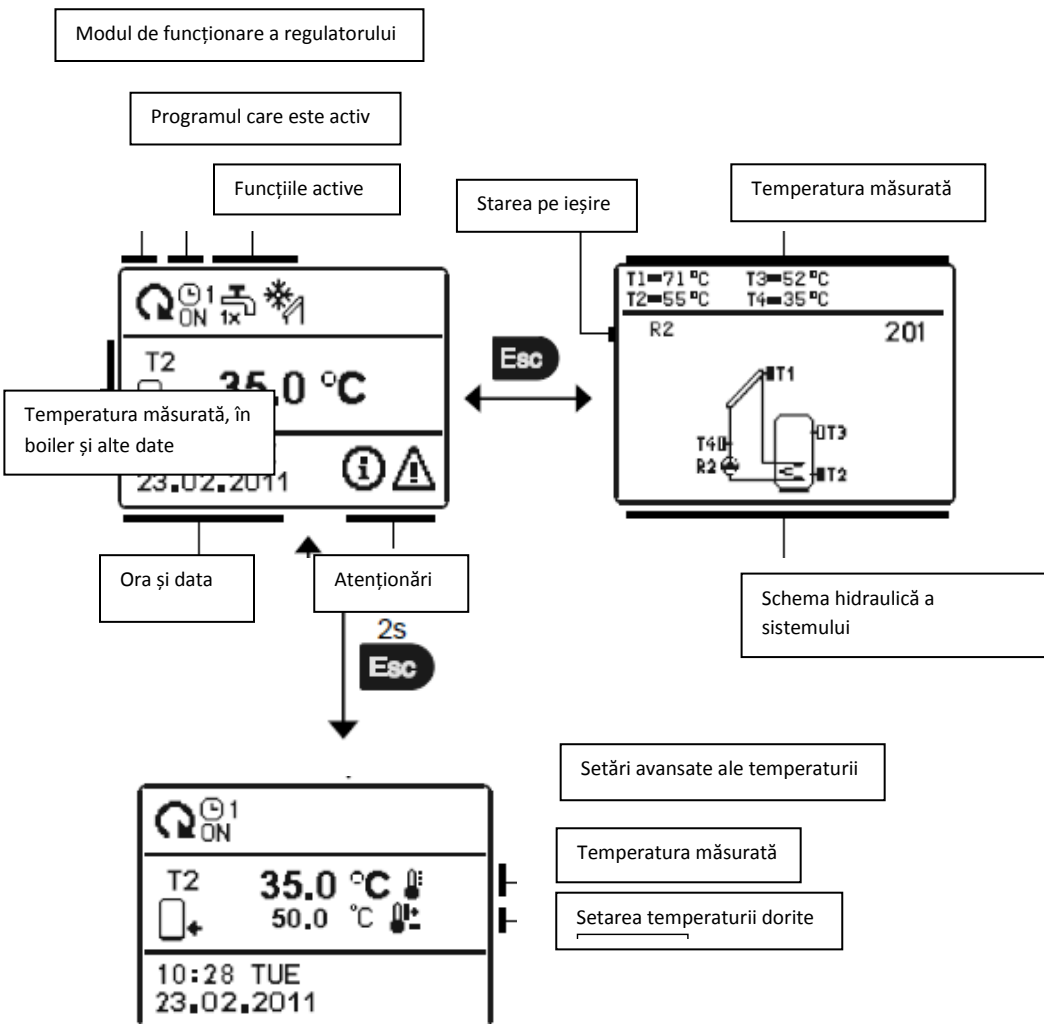 Modul de funcționare a regulatorului
Programul care este activ
Funcțiile active
Starea pe ieșire
Temperatura măsurată
1
ON
1x
T2
35.0 °C
Temperatura măsurată, în
boiler și alte date
23.02.2011
Esc
T1=71°C T3=52°C
T2=55°C T4=35°C
R2 201
T1
T4
T3
R2
T2
Ora și data
Atenționări
Schema hidraulică a
sistemului
2s
Esc
Setări avansate ale temperaturii
1
ON
T2 35.0 °C
50.0 °C
Temperatura măsurată
Setarea temperaturii dorite
10:28 TUE
23.02.2011